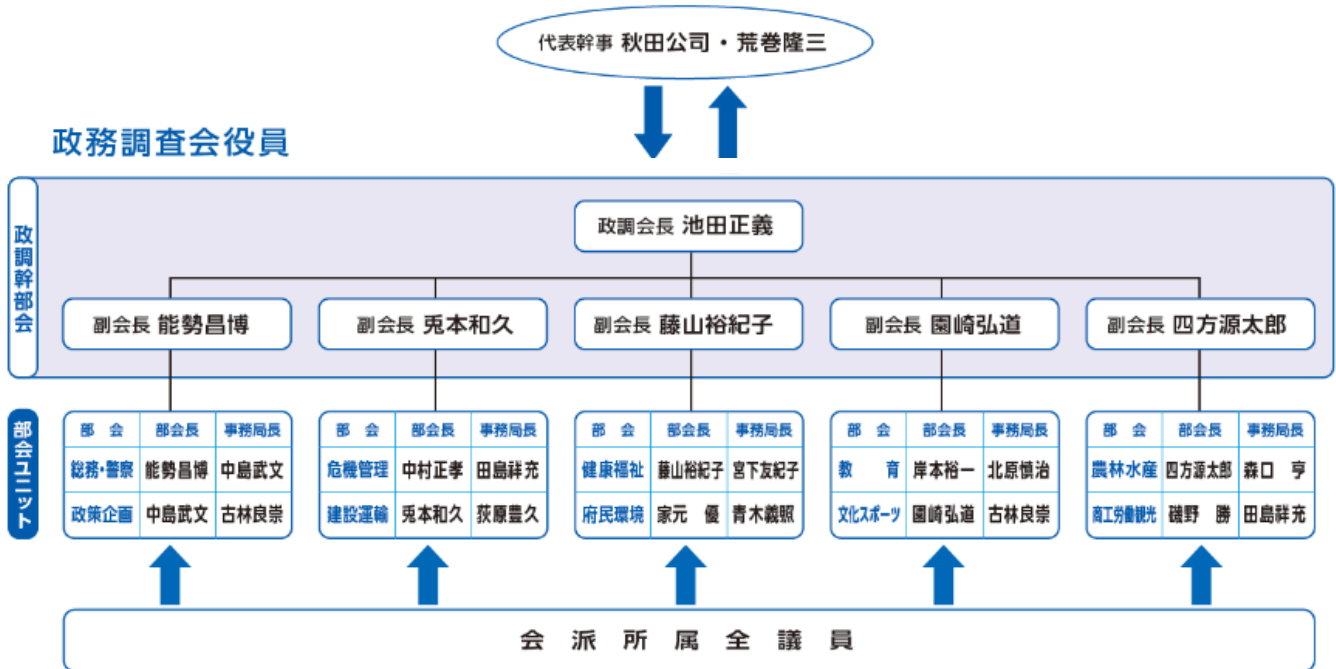 代表幹事 秋田公司・荒巻隆三
政務調査会役員
政調幹部会
政調会長 池田正義
副会長 能勢昌博
副会長 兎本和久
副会長 藤山裕紀子
副会長 園崎弘道
副会長 四方源太郎
部会ユニット
部会 部会長 事務局長
総務・警察 能勢昌博 中島武文
政策企画 中島武文 古林良崇
部会 部会長 事務局長
危機管理 中村正孝 田島祥充
建設運輸 兎本和久 荻原豊久
部会 部会長 事務局長
健康福祉 藤山裕紀子 宮下友紀子
府民環境 家元 優 青木義照
部会 部会長 事務局長
教育 岸本裕一 北原慎治
文化スポーツ 園崎弘道 古林良崇
部会 部会長 事務局長
農林水産 四方源太郎 森口 亨
商工労働観光 磯野 勝 田島祥充
会派所属全議員